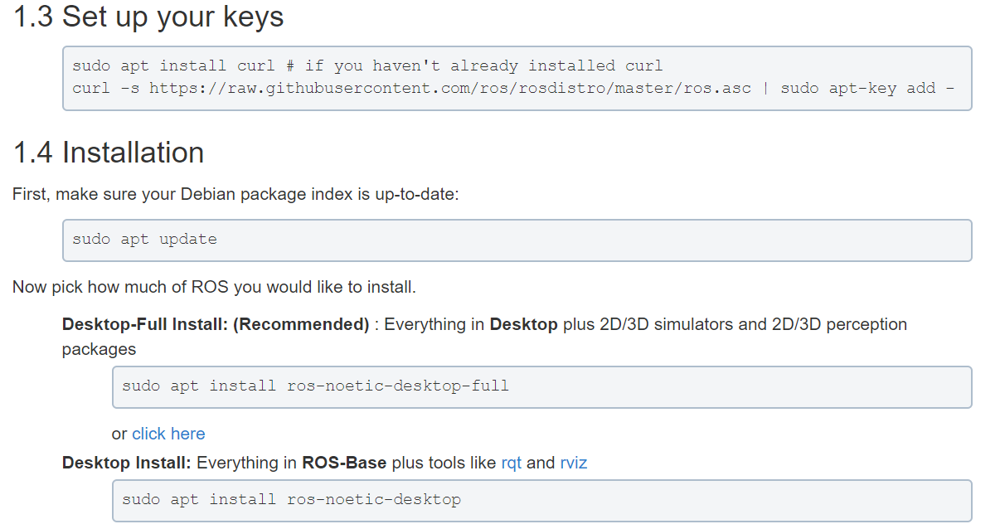 1.3 Set up your keys
sudo apt install curl # if you haven't already installed curl
curl -s https://raw.githubusercontent.com/ros/rosdistro/master/ros.asc | sudo apt-key add -
1.4 Installation
First, make sure your Debian package index is up-to-date:
sudo apt update
Now pick how much of ROS you would like to install.
Desktop-Full Install: (Recommended) : Everything in Desktop plus 2D/3D simulators and 2D/3D perception
packages
sudo apt install ros-noetic-desktop-full
or click here
Desktop Install: Everything in ROS-Base plus tools like rqt and rviz
sudo apt install ros-noetic-desktop